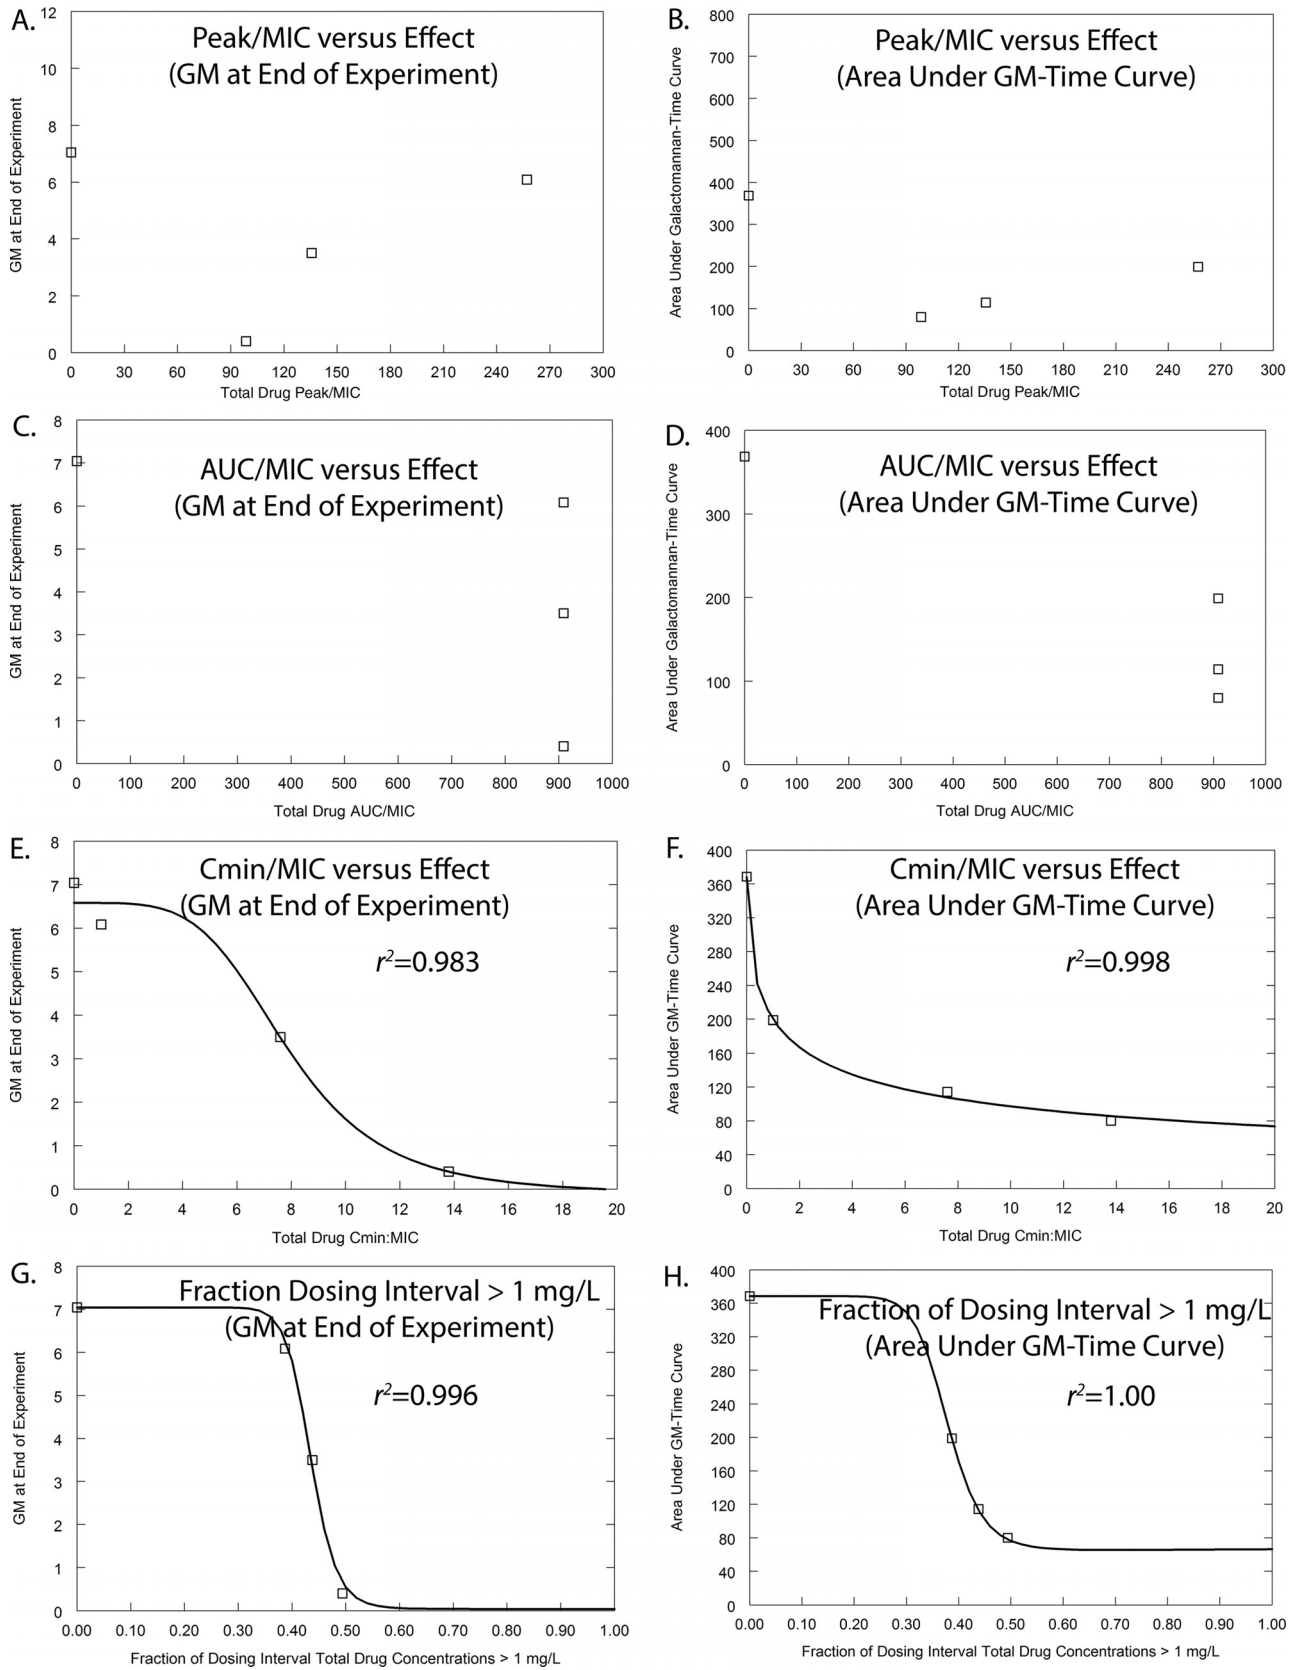 A.
Peak/MIC versus Effect
(GM at End of Experiment)
GM at End of Experiment
12
10
8
6
4
2
0
0 30 60 90 120 150 180 210 240 270 300
Total Drug Peak/MIC
B.
Peak/MIC versus Effect
(Area Under GM-Time Curve)
Area Under Galactomannan-Time Curve
800
700
600
500
400
300
200
100
0
0 30 60 90 120 150 180 210 240 270 300
Total Drug Peak/MIC
C.
AUC/MIC versus Effect
(GM at End of Experiment)
GM at End of Experiment
8
7
6
5
4
3
2
1
0
0 100 200 300 400 500 600 700 800 900 1000
Total Drug AUC/MIC
D.
AUC/MIC versus Effect
(Area Under GM-Time Curve)
Area Under Galactomannan-Time Curve
400
300
200
100
0
0 100 200 300 400 500 600 700 800 900 1000
Total Drug AUC/MIC
E.
Cmin/MIC versus Effect
(GM at End of Experiment)
r²=0.983
GM at End of Experiment
8
7
6
5
4
3
2
1
0
0 2 4 6 8 10 12 14 16 18 20
Total Drug Cmin:MIC
F.
Cmin/MIC versus Effect
(Area Under GM-Time Curve)
r²=0.998
Area Under GM-Time Curve
400
360
320
280
240
200
160
120
80
40
0
0 2 4 6 8 10 12 14 16 18 20
Total Drug Cmin:MIC
G.
Fraction Dosing Interval > 1 mg/L
(GM at End of Experiment)
r²=0.996
GM at End of Experiment
8
7
6
5
4
3
2
1
0
0.00 0.10 0.20 0.30 0.40 0.50 0.60 0.70 0.80 0.90 1.00
Fraction of Dosing Interval Total Drug Concentrations > 1 mg/L
H.
Fraction of Dosing Interval > 1 mg/L
(Area Under GM-Time Curve)
r²=1.00
Area Under GM-Time Curve
400
360
320
280
240
200
160
120
80
40
0
0.00 0.10 0.20 0.30 0.40 0.50 0.60 0.70 0.80 0.90 1.00
Fraction of Dosing Interval Total Drug Concentrations > 1 mg/L